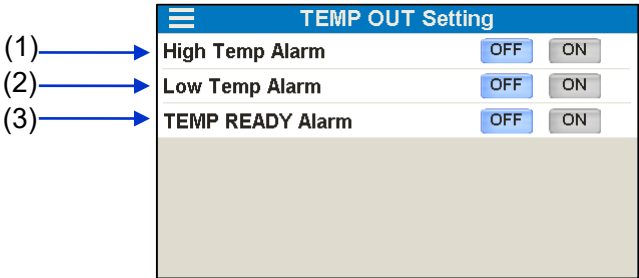 TEMP OUT Setting
(1) High Temp Alarm OFF ON
(2) Low Temp Alarm OFF ON
(3) TEMP READY Alarm OFF ON